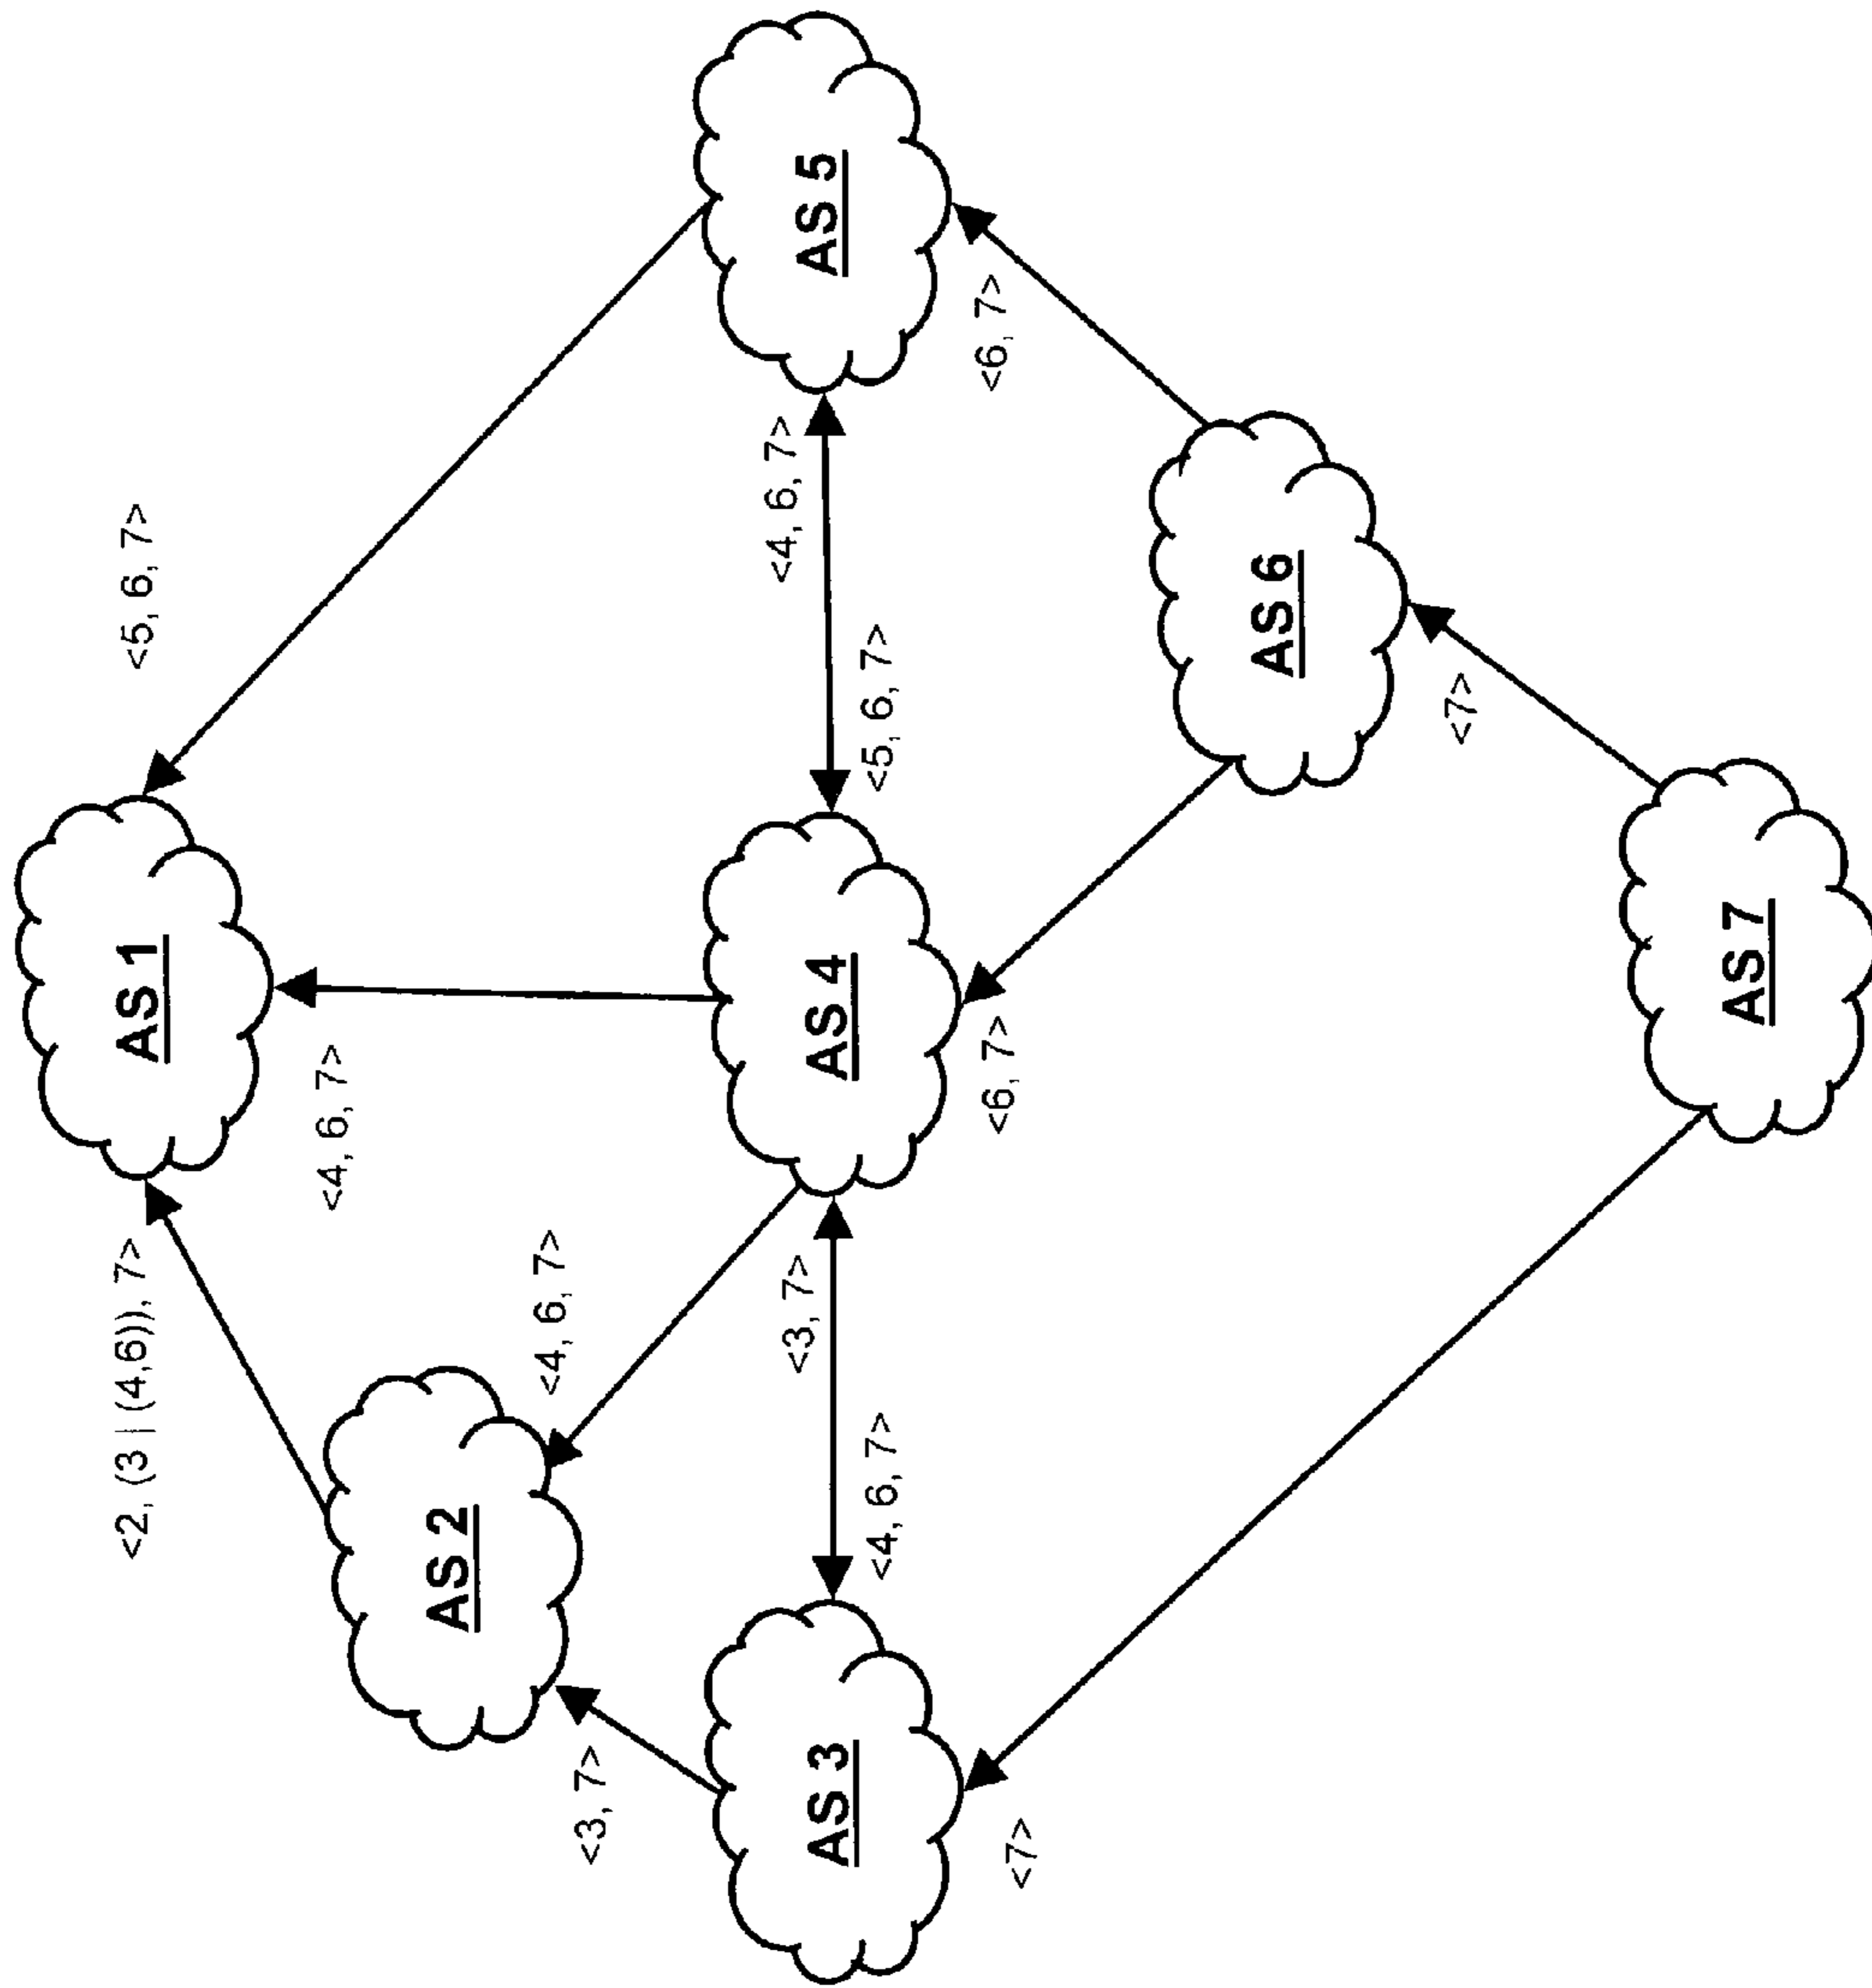 <5, 6, 7>
AS 1
<2, (3 | (4,6)), 7>
<4, 6, 7>
AS 2
<4, 6, 7>
<3, 7>
AS 5
<4, 6, 7>
<5, 6, 7>
AS 4
<3, 7>
<4, 6, 7>
AS 3
<6, 7>
<6, 7>
<7>
AS 6
<7>
AS 7